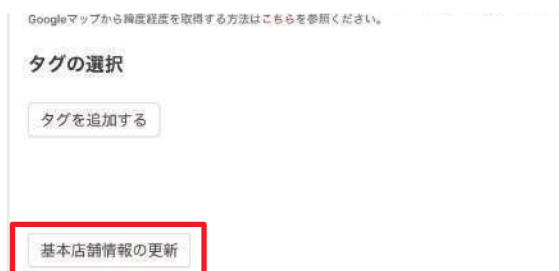 Googleマップから緯度経度を取得する方法はこちらを参照ください。
タグの選択
タグを追加する
基本店舗情報の更新